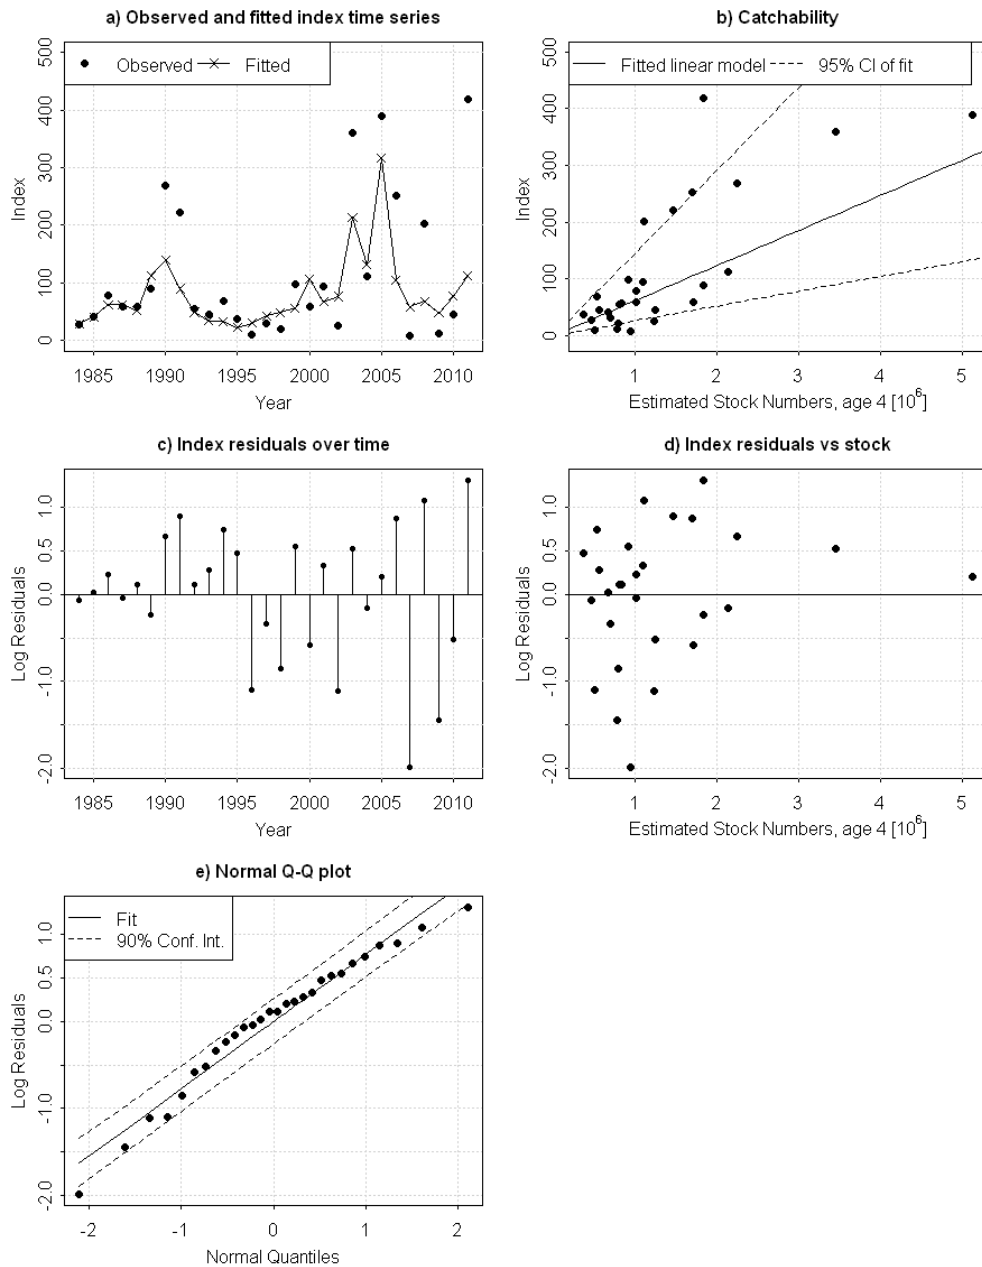 a) Observed and fitted index time series
Observed Fitted
500
400
300
200
100
0
Index
1985 1990 1995 2000 2005 2010
Year
b) Catchability
Fitted linear model 95% CI of fit
500
400
300
200
100
0
Index
1 2 3 4 5
Estimated Stock Numbers, age 4 [10^6]
c) Index residuals over time
1.0
0.5
0.0
-1.0
-2.0
Log Residuals
1985 1990 1995 2000 2005 2010
Year
d) Index residuals vs stock
1.0
0.5
0.0
-1.0
-2.0
Log Residuals
1 2 3 4 5
Estimated Stock Numbers, age 4 [10^6]
e) Normal Q-Q plot
Fit
90% Conf. Int.
1.0
0.5
0.0
-1.0
-2.0
Log Residuals
-2 -1 0 1 2
Normal Quantiles